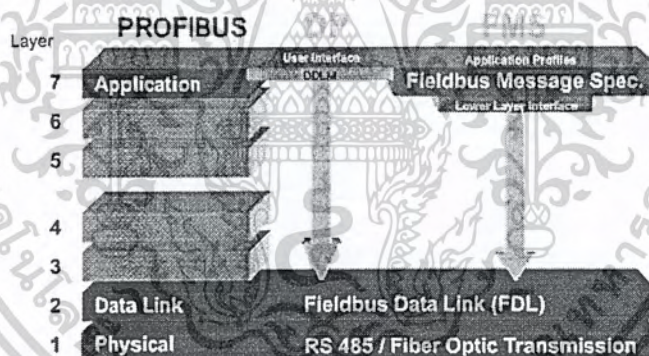 PROFIBUS DP FMS
Layer
User Interface
Application Profiles
DDLM
7 Application
Fieldbus Message Spec.
Lower Layer Interface
6
5
4
3
2 Data Link Fieldbus Data Link (FDL)
1 Physical RS 485 / Fiber Optic Transmission